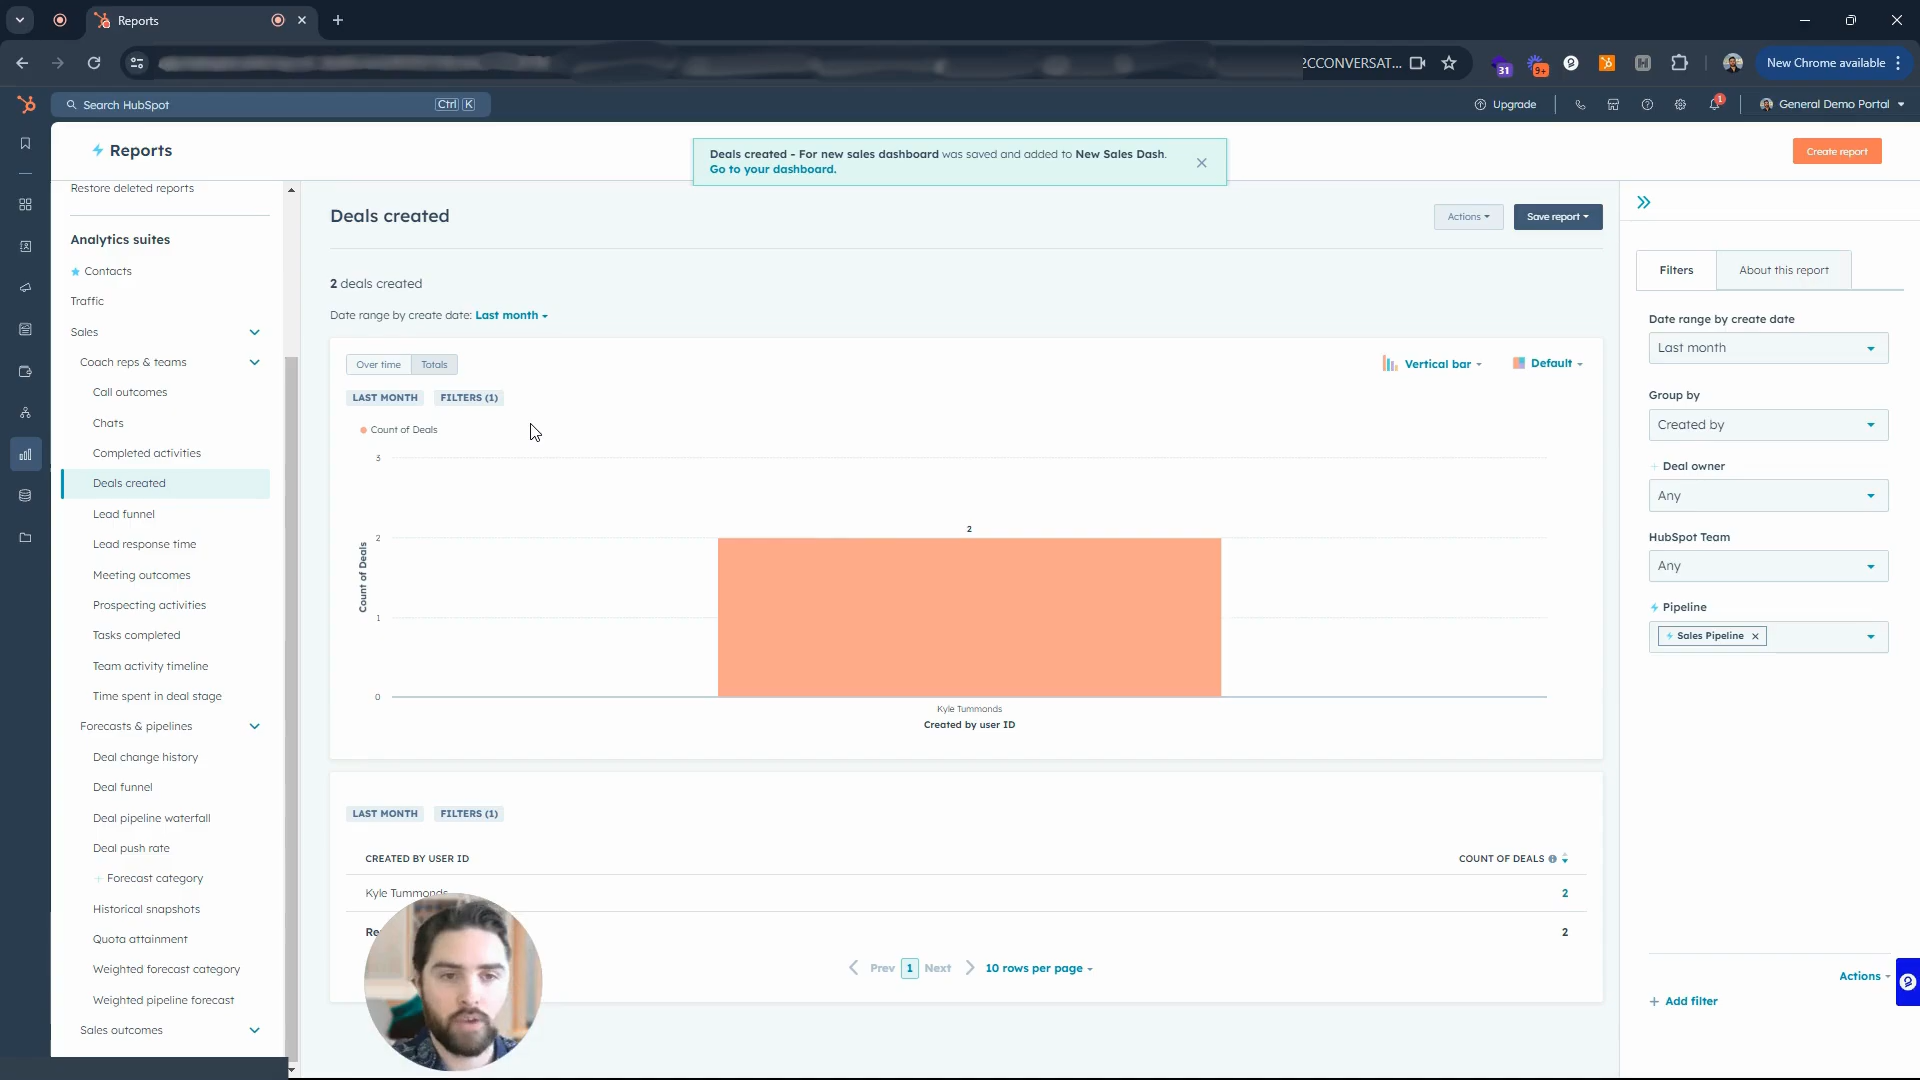 Reports
2CCONVERSAT...
31
9+
New Chrome available
Search HubSpot
Ctrl K
Upgrade
1
General Demo Portal
Reports
Deals created - For new sales dashboard was saved and added to New Sales Dash.
Go to your dashboard.
Create report
Restore deleted reports
Analytics suites
Contacts
Traffic
Sales
Coach reps & teams
Call outcomes
Chats
Completed activities
Deals created
Lead funnel
Lead response time
Meeting outcomes
Prospecting activities
Tasks completed
Team activity timeline
Time spent in deal stage
Forecasts & pipelines
Deal change history
Deal funnel
Deal pipeline waterfall
Deal push rate
Forecast category
Historical snapshots
Quota attainment
Weighted forecast category
Weighted pipeline forecast
Sales outcomes
Deals created
Actions
Save report
2 deals created
Date range by create date: Last month
Over time Totals
Vertical bar
Default
LAST MONTH FILTERS (1)
Count of Deals
3
2
1
0
Count of Deals
2
Kyle Tummonds
Created by user ID
LAST MONTH FILTERS (1)
CREATED BY USER ID COUNT OF DEALS
Kyle Tummonds 2
Re 2
Prev 1 Next 10 rows per page
Filters
About this report
Date range by create date
Last month
Group by
Created by
Deal owner
Any
HubSpot Team
Any
Pipeline
Sales Pipeline
Actions
+ Add filter